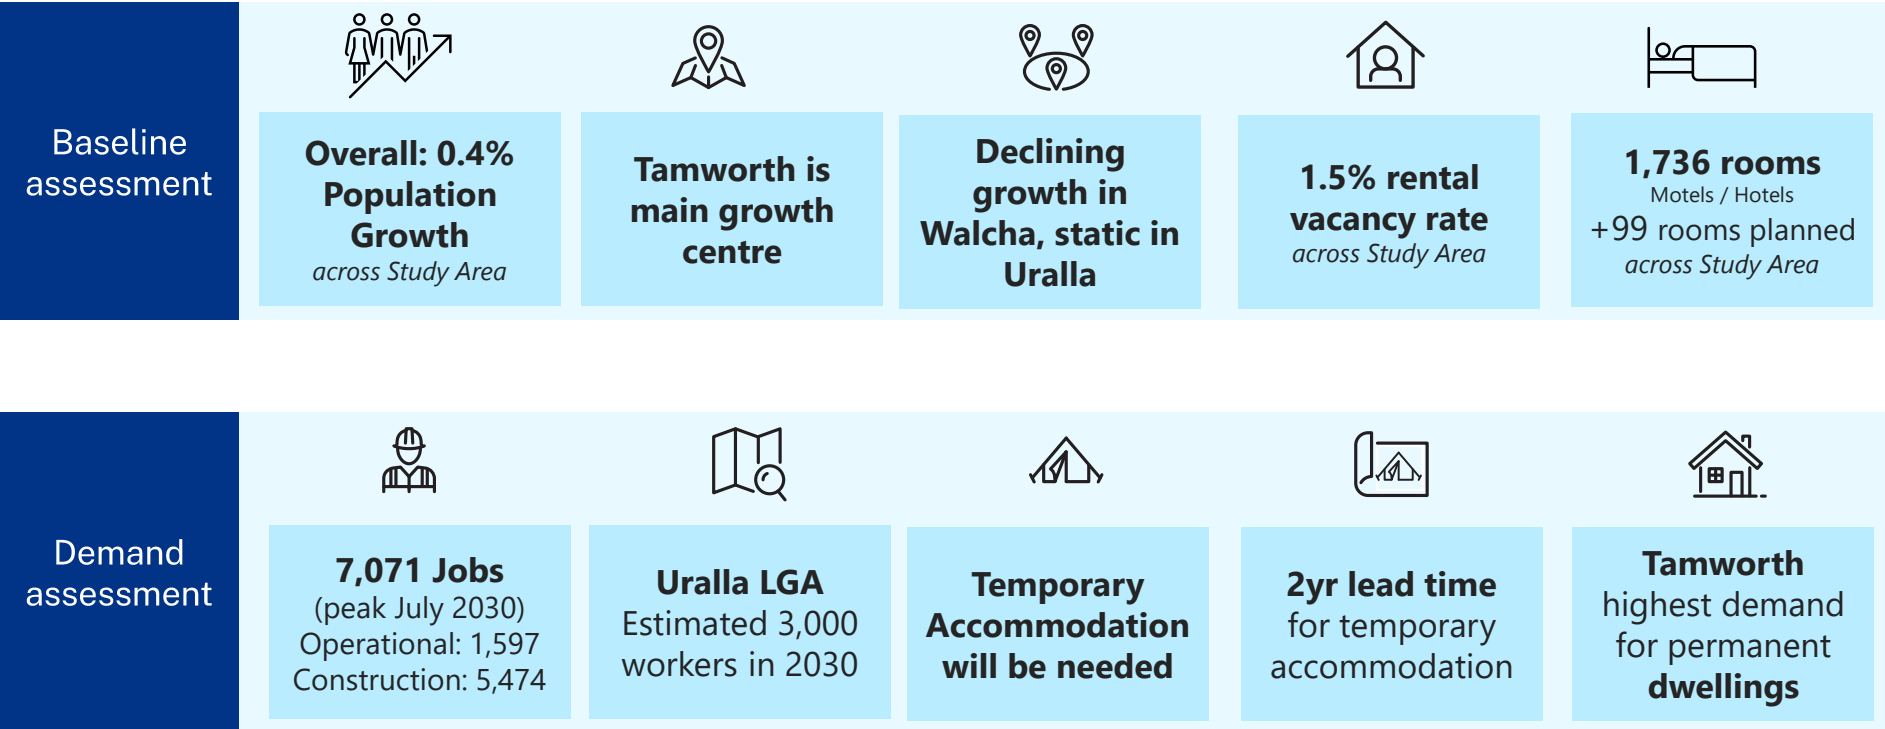 Baseline
assessment
Overall: 0.4%
Population
Growth
across Study Area
Tamworth is
main growth
centre
Declining
growth in
Walcha, static in
Uralla
1.5% rental
vacancy rate
across Study Area
1,736 rooms
Motels / Hotels
+99 rooms planned
across Study Area
Demand
assessment
7,071 Jobs
(peak July 2030)
Operational: 1,597
Construction: 5,474
Uralla LGA
Estimated 3,000
workers in 2030
Temporary
Accommodation
will be needed
2yr lead time
for temporary
accommodation
Tamworth
highest demand
for permanent
dwellings